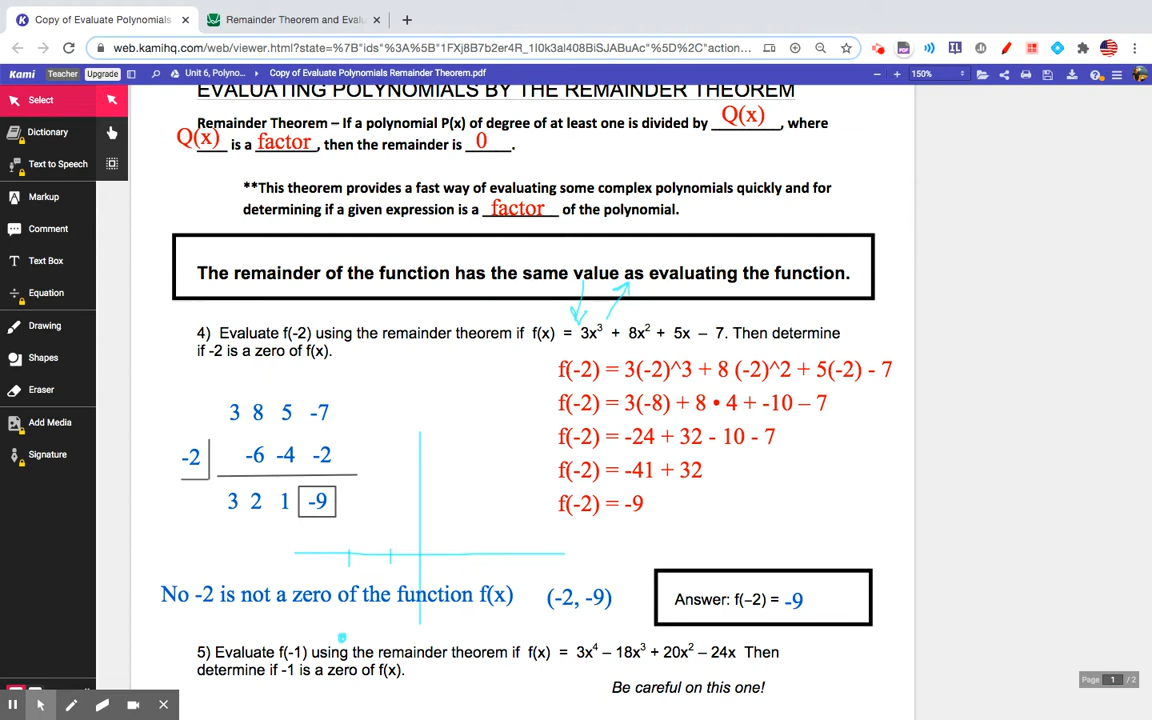 Copy of Evaluate Polynomials
Remainder Theorem and Evalu
web.kamihq.com/web/viewer.html?state=%7B"ids"%3A%5B"1FXj8B7b2er4R_1I0k3al408BiSJABuAc"%5D%2C"action...
Kami Teacher Upgrade Unit 6, Polyno... Copy of Evaluate Polynomials Remainder Theorem.pdf 150%
Select
Dictionary
Text to Speech
Markup
Comment
Text Box
Equation
Drawing
Shapes
Eraser
Add Media
Signature
EVALUATING POLYNOMIALS BY THE REMAINDER THEOREM
Remainder Theorem – If a polynomial P(x) of degree of at least one is divided by Q(x), where
Q(x) is a factor, then the remainder is 0.
**This theorem provides a fast way of evaluating some complex polynomials quickly and for
determining if a given expression is a factor of the polynomial.
The remainder of the function has the same value as evaluating the function.
4) Evaluate f(-2) using the remainder theorem if f(x) = 3x³ + 8x² + 5x – 7. Then determine
if -2 is a zero of f(x).
f(-2) = 3(-2)^3 + 8 (-2)^2 + 5(-2) - 7
f(-2) = 3(-8) + 8 • 4 + -10 – 7
f(-2) = -24 + 32 - 10 - 7
f(-2) = -41 + 32
f(-2) = -9
3 8 5 -7
-2 -6 -4 -2
3 2 1 -9
No -2 is not a zero of the function f(x) (-2, -9)
Answer: f(–2) = -9
5) Evaluate f(-1) using the remainder theorem if f(x) = 3x⁴ – 18x³ + 20x² – 24x Then
determine if -1 is a zero of f(x).
Be careful on this one!
Page 1 / 2